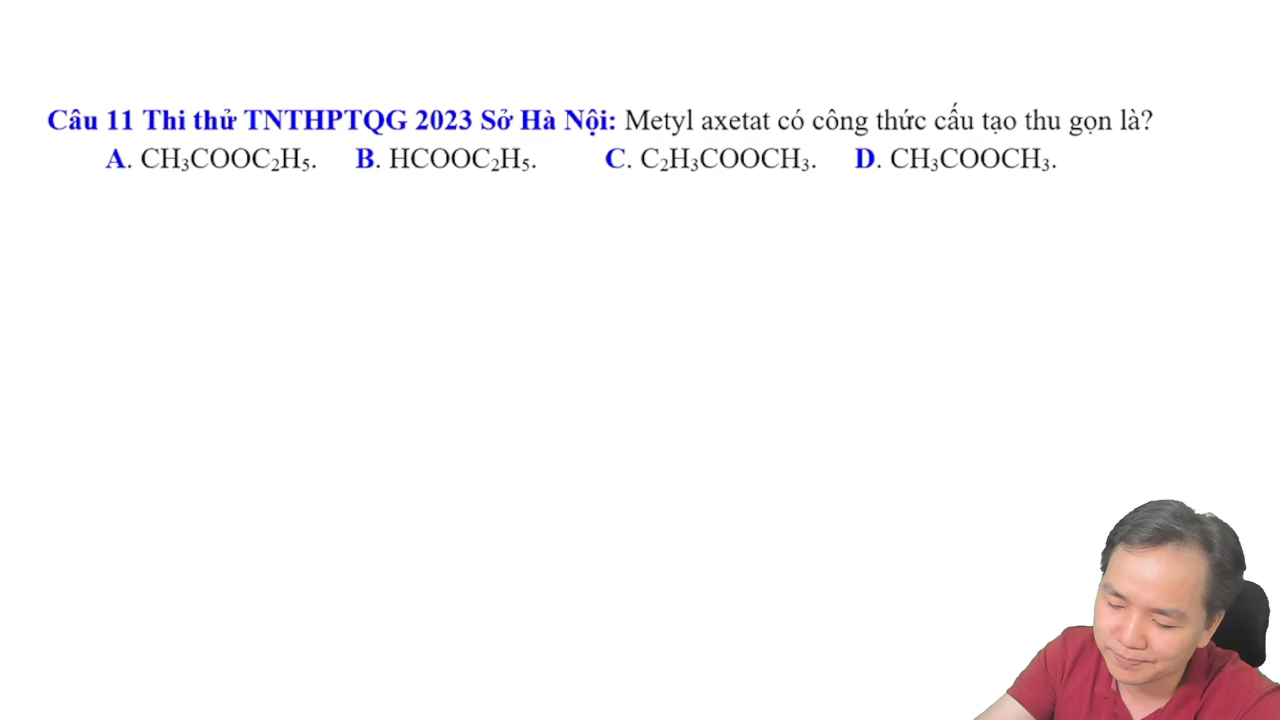 Câu 11 Thi thử TNTHPTQG 2023 Sở Hà Nội: Metyl axetat có công thức cấu tạo thu gọn là?
A. CH₃COOC₂H₅. B. HCOOC₂H₅. C. C₂H₃COOCH₃. D. CH₃COOCH₃.